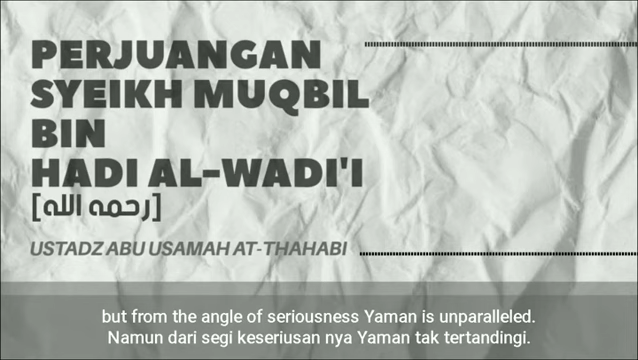 PERJUANGAN
SYEIKH MUQBIL
BIN
HADI AL-WADI'I
[رحمه الله]
USTADZ ABU USAMAH AT-THAHABI
but from the angle of seriousness Yaman is unparalleled.
Namun dari segi keseriusan nya Yaman tak tertandingi.